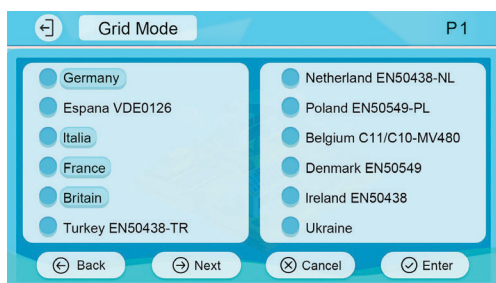 Grid Mode
P1
Germany
Espana VDE0126
Italia
France
Britain
Turkey EN50438-TR
Netherland EN50438-NL
Poland EN50549-PL
Belgium C11/C10-MV480
Denmark EN50549
Ireland EN50438
Ukraine
Back
Next
Cancel
Enter